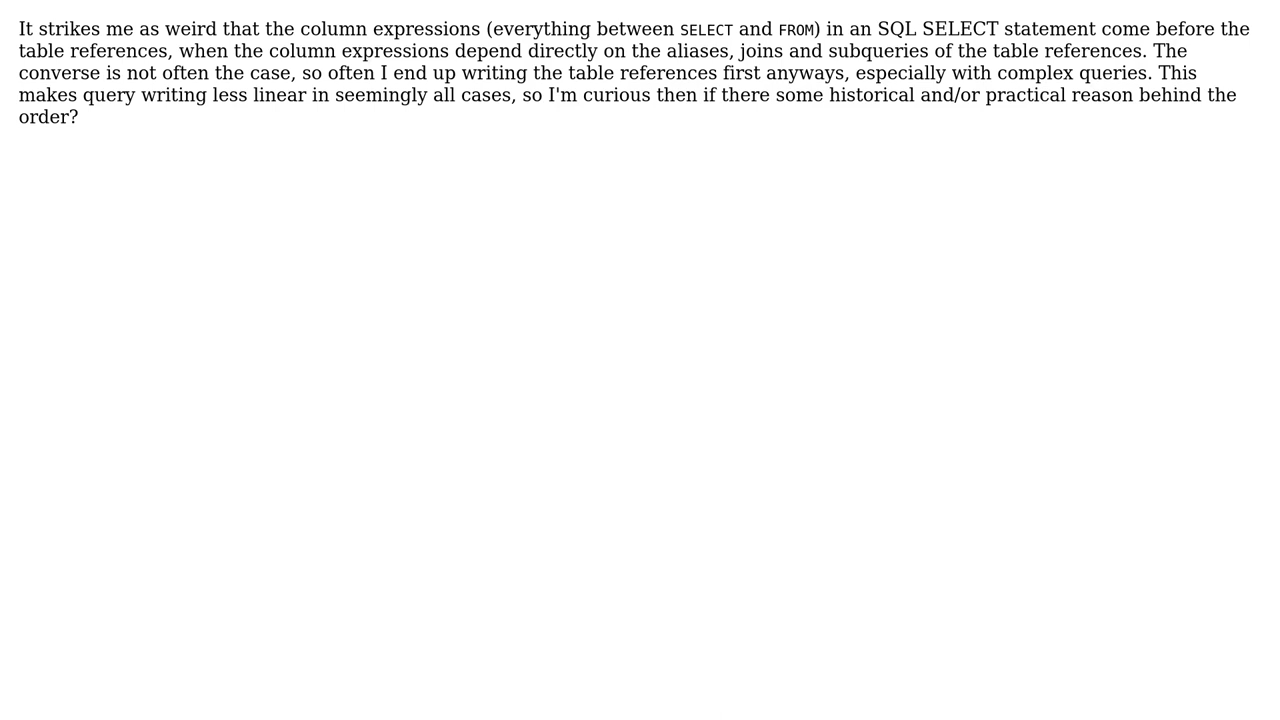 It strikes me as weird that the column expressions (everything between SELECT and FROM) in an SQL SELECT statement come before the
table references, when the column expressions depend directly on the aliases, joins and subqueries of the table references. The
converse is not often the case, so often I end up writing the table references first anyways, especially with complex queries. This
makes query writing less linear in seemingly all cases, so I'm curious then if there some historical and/or practical reason behind the
order?